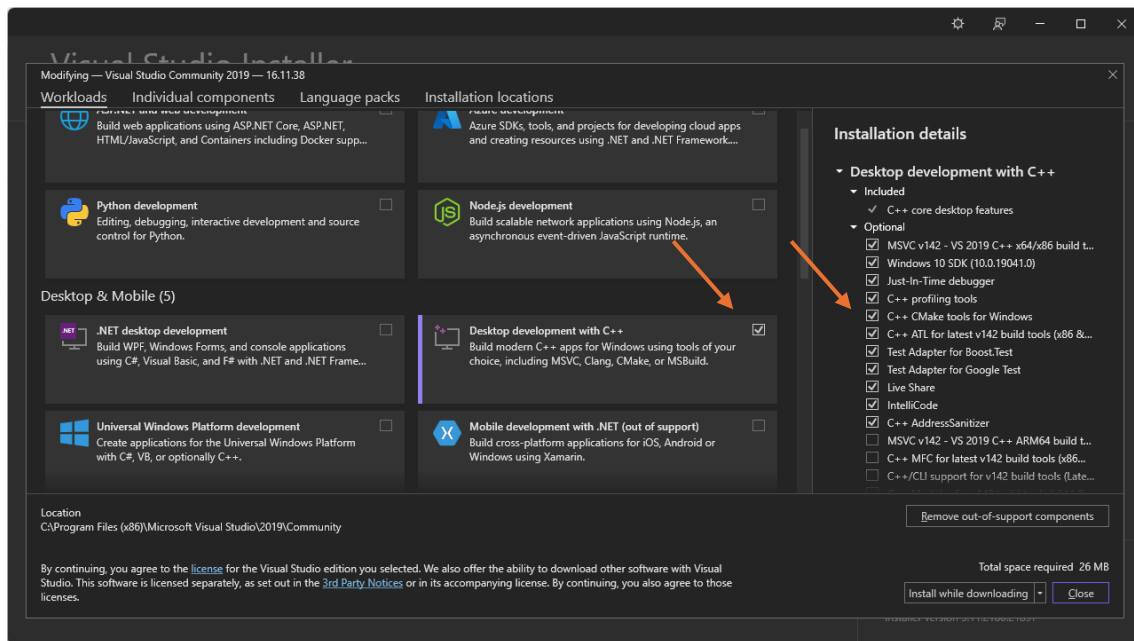 Visual Studio Installer
Modifying — Visual Studio Community 2019 — 16.11.38
Workloads Individual components Language packs Installation locations
ASP.NET and web development
Build web applications using ASP.NET Core, ASP.NET,
HTML/JavaScript, and Containers including Docker supp...
Azure development
Azure SDKs, tools, and projects for developing cloud apps
and creating resources using .NET and .NET Framework....
Python development
Editing, debugging, interactive development and source
control for Python.
Node.js development
Build scalable network applications using Node.js, an
asynchronous event-driven JavaScript runtime.
Desktop & Mobile (5)
.NET
.NET desktop development
Build WPF, Windows Forms, and console applications
using C#, Visual Basic, and F# with .NET and .NET Frame...
Desktop development with C++
Build modern C++ apps for Windows using tools of your
choice, including MSVC, Clang, CMake, or MSBuild.
Universal Windows Platform development
Create applications for the Universal Windows Platform
with C#, VB, or optionally C++.
Mobile development with .NET (out of support)
Build cross-platform applications for iOS, Android or
Windows using Xamarin.
Installation details
Desktop development with C++
Included
C++ core desktop features
Optional
MSVC v142 - VS 2019 C++ x64/x86 build t...
Windows 10 SDK (10.0.19041.0)
Just-In-Time debugger
C++ profiling tools
C++ CMake tools for Windows
C++ ATL for latest v142 build tools (x86 &...
Test Adapter for Boost.Test
Test Adapter for Google Test
Live Share
IntelliCode
C++ AddressSanitizer
MSVC v142 - VS 2019 C++ ARM64 build t...
C++ MFC for latest v142 build tools (x86...
C++/CLI support for v142 build tools (Late...
Location
C:\Program Files (x86)\Microsoft Visual Studio\2019\Community
Remove out-of-support components
By continuing, you agree to the license for the Visual Studio edition you selected. We also offer the ability to download other software with Visual
Studio. This software is licensed separately, as set out in the 3rd Party Notices or in its accompanying license. By continuing, you also agree to those
licenses.
Total space required 26 MB
Install while downloading
Close